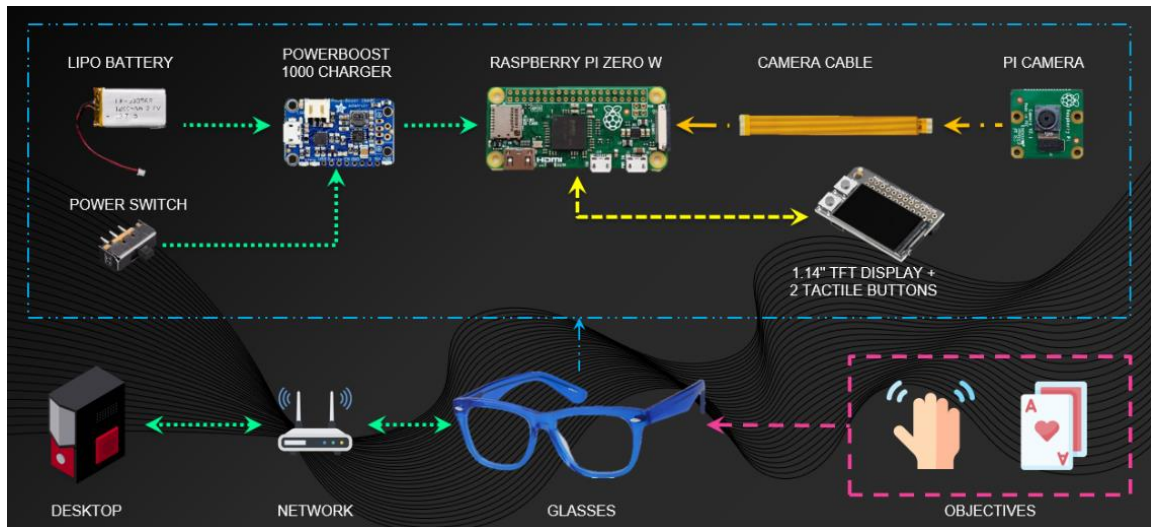 LIPO BATTERY
POWERBOOST
1000 CHARGER
RASPBERRY PI ZERO W
CAMERA CABLE
PI CAMERA
POWER SWITCH
1.14" TFT DISPLAY +
2 TACTILE BUTTONS
A
A
DESKTOP
NETWORK
GLASSES
OBJECTIVES